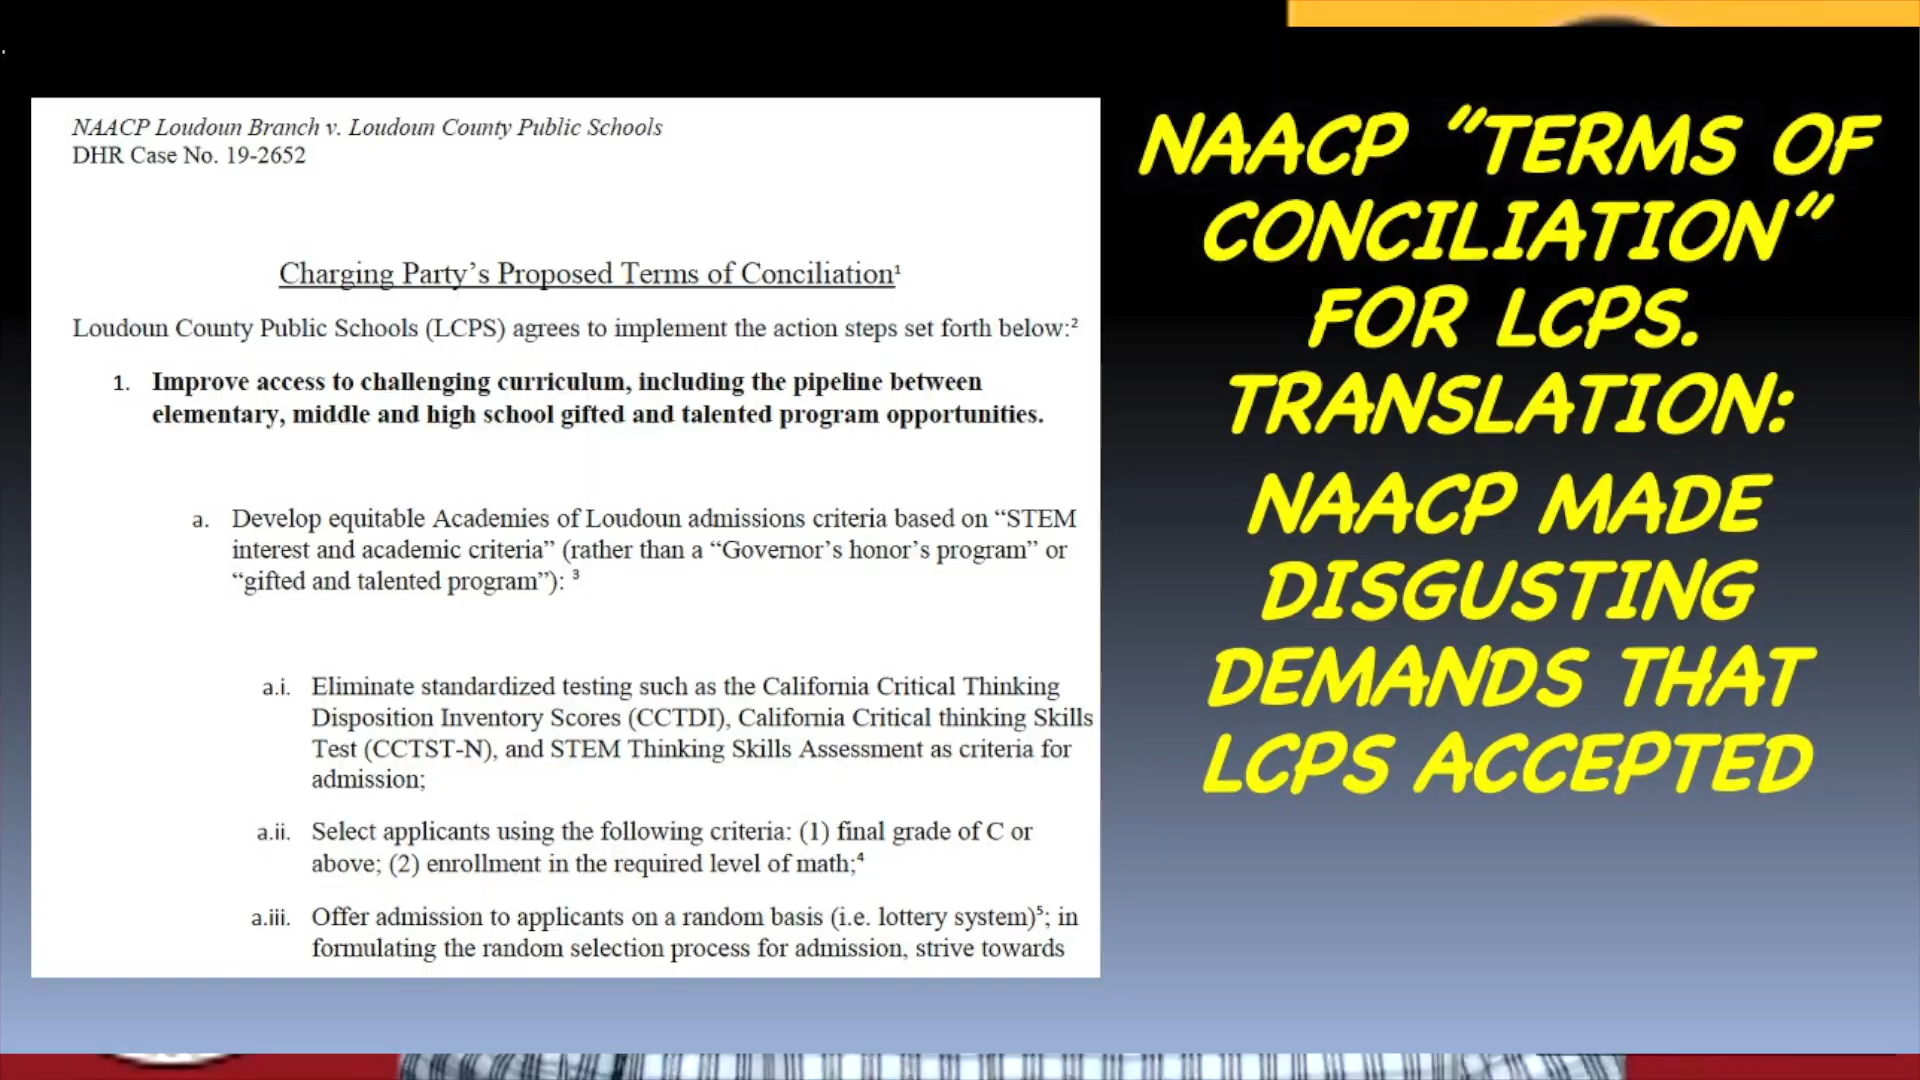 NAACP Loudoun Branch v. Loudoun County Public Schools
DHR Case No. 19-2652
Charging Party's Proposed Terms of Conciliation¹
Loudoun County Public Schools (LCPS) agrees to implement the action steps set forth below:²
1. Improve access to challenging curriculum, including the pipeline between
elementary, middle and high school gifted and talented program opportunities.
a. Develop equitable Academies of Loudoun admissions criteria based on “STEM
interest and academic criteria” (rather than a “Governor’s honor’s program” or
“gifted and talented program”): ³
a.i. Eliminate standardized testing such as the California Critical Thinking
Disposition Inventory Scores (CCTDI), California Critical thinking Skills
Test (CCTST-N), and STEM Thinking Skills Assessment as criteria for
admission;
a.ii. Select applicants using the following criteria: (1) final grade of C or
above; (2) enrollment in the required level of math;⁴
a.iii. Offer admission to applicants on a random basis (i.e. lottery system)⁵; in
formulating the random selection process for admission, strive towards
NAACP "TERMS OF
CONCILIATION"
FOR LCPS.
TRANSLATION:
NAACP MADE
DISGUSTING
DEMANDS THAT
LCPS ACCEPTED